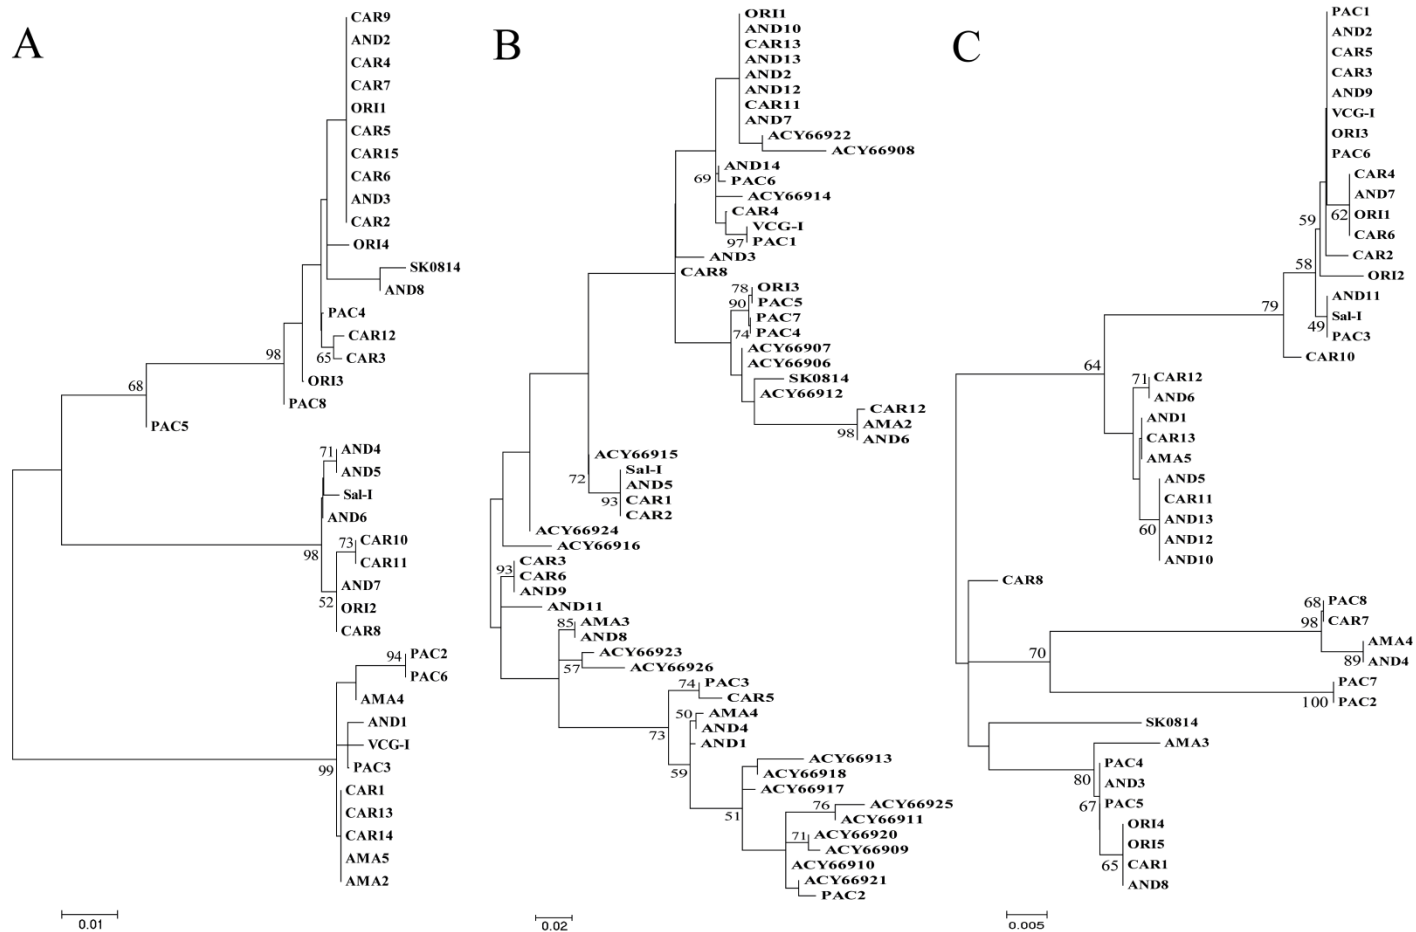 A
CAR9
AND2
CAR4
CAR7
ORI1
CAR5
CAR15
CAR6
AND3
CAR2
ORI4
SK0814
AND8
PAC4
CAR12
65
CAR3
98
ORI3
PAC8
68
PAC5
71
AND4
AND5
Sal-I
AND6
98
73
CAR10
CAR11
AND7
52
ORI2
CAR8
94
PAC2
PAC6
AMA4
AND1
VCG-I
PAC3
99
CAR1
CAR13
CAR14
AMA5
AMA2
0.01
B
ORI1
AND10
CAR13
AND13
AND2
AND12
CAR11
AND7
ACY66922
ACY66908
AND14
69
PAC6
ACY66914
CAR4
VCG-I
97
PAC1
AND3
CAR8
78
ORI3
90
PAC5
PAC7
74
PAC4
ACY66907
ACY66906
SK0814
ACY66912
CAR12
AMA2
98
AND6
ACY66915
72
Sal-I
AND5
93
CAR1
CAR2
ACY66924
ACY66916
CAR3
93
CAR6
AND9
AND11
85
AMA3
AND8
ACY66923
57
ACY66926
74
PAC3
CAR5
50
AMA4
AND4
73
AND1
59
ACY66913
ACY66918
ACY66917
51
76
ACY66925
ACY66911
71
ACY66920
ACY66909
ACY66910
ACY66921
PAC2
0.02
C
PAC1
AND2
CAR5
CAR3
AND9
VCG-I
ORI3
PAC6
CAR4
AND7
59
62
ORI1
CAR6
CAR2
58
ORI2
AND11
Sal-I
49
PAC3
79
CAR10
64
71
CAR12
AND6
AND1
CAR13
AMA5
AND5
CAR11
AND13
60
AND12
AND10
CAR8
68
PAC8
98
CAR7
AMA4
89
AND4
70
PAC7
100
PAC2
SK0814
AMA3
80
PAC4
AND3
67
PAC5
ORI4
ORI5
65
CAR1
AND8
0.005